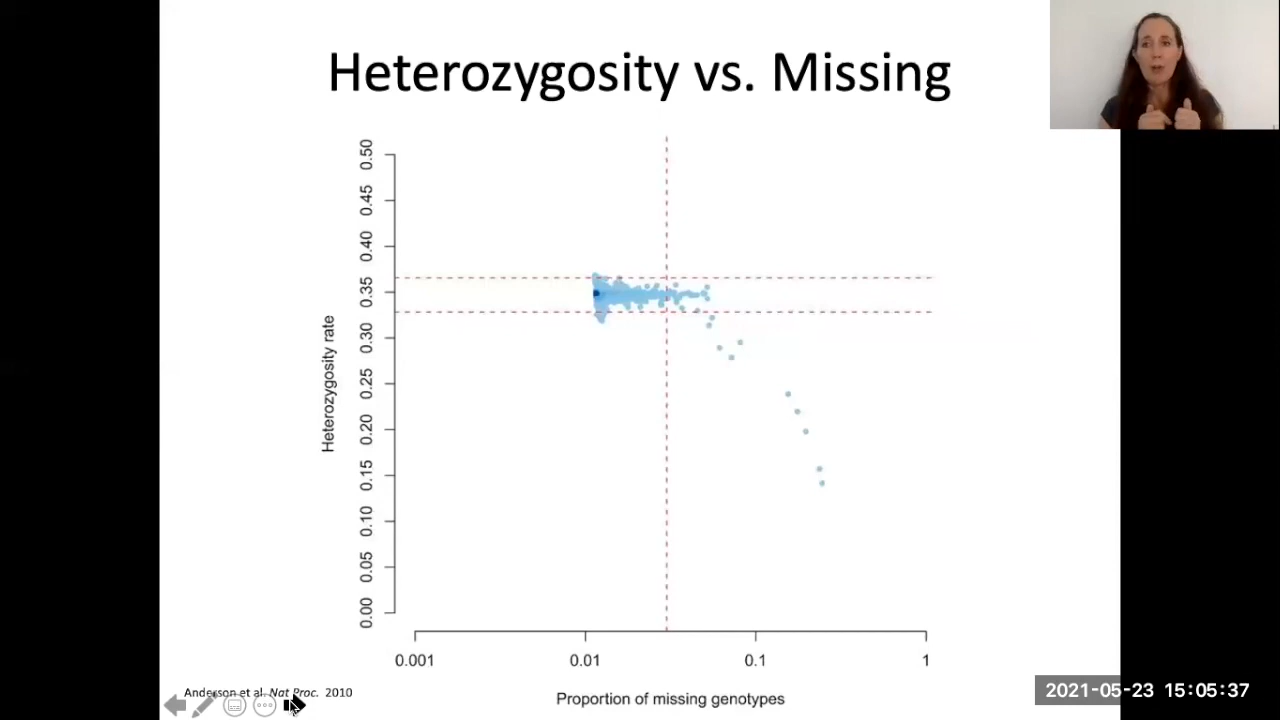 Heterozygosity vs. Missing
0.50
0.45
0.40
0.35
0.30
0.25
0.20
0.15
0.10
0.05
0.00
Heterozygosity rate
0.001 0.01 0.1 1
Proportion of missing genotypes
Anderson et al. Nat Proc. 2010
2021-05-23 15:05:37